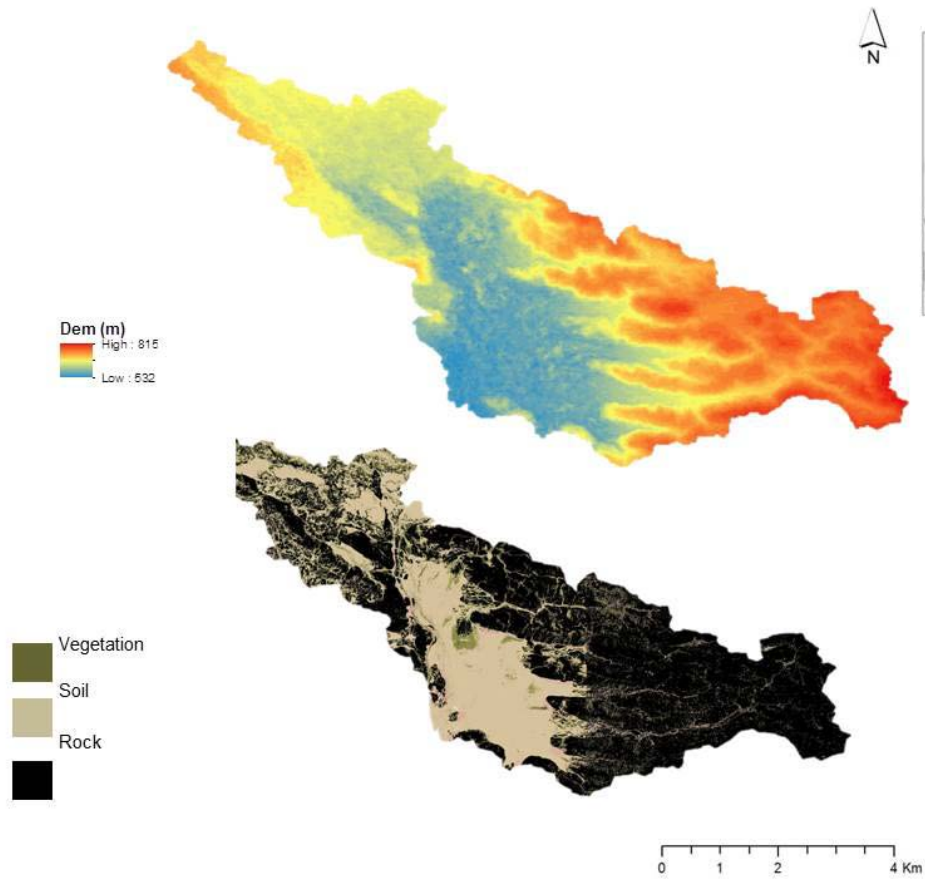 N
Dem (m)
High : 815
Low : 532
Vegetation
Soil
Rock
0 1 2 4 Km